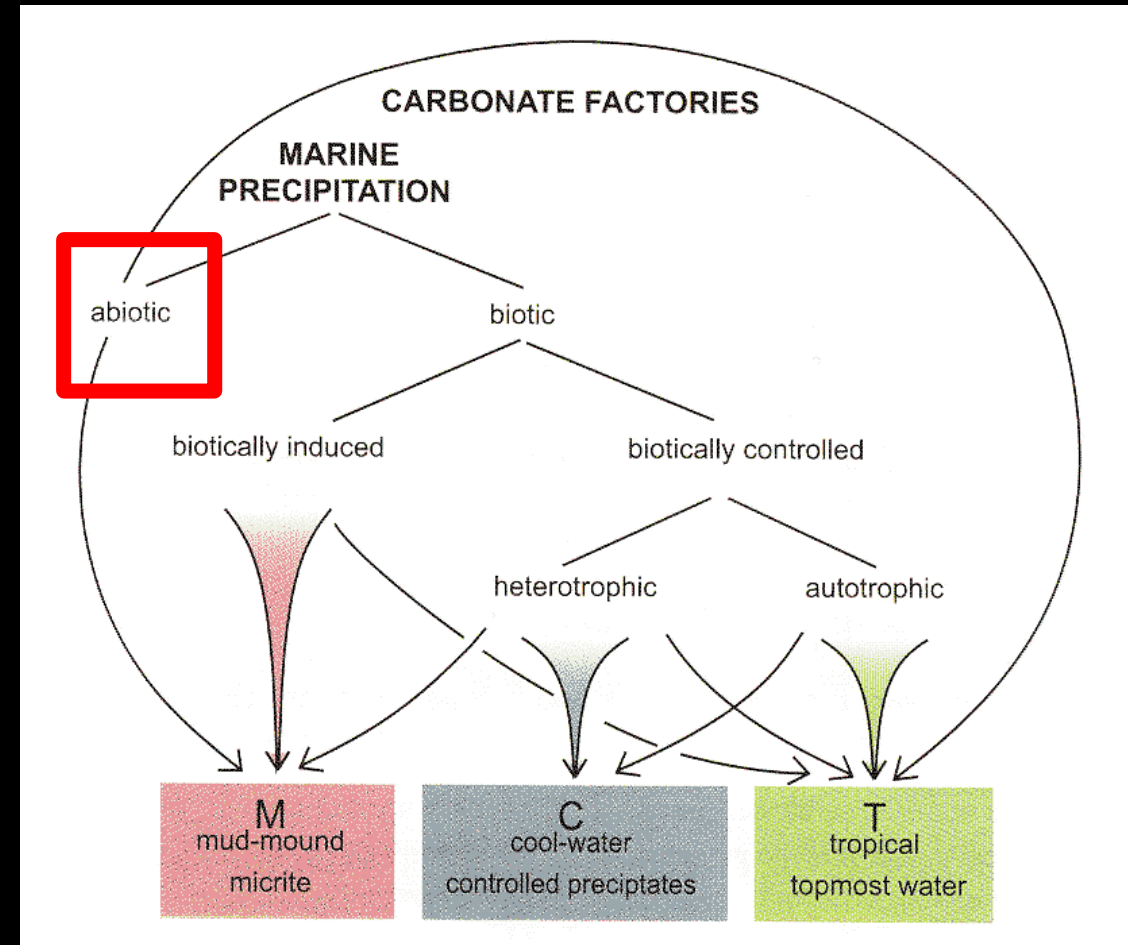 CARBONATE FACTORIES
MARINE
PRECIPITATION
abiotic
biotic
biotically induced
biotically controlled
heterotrophic
autotrophic
M
mud-mound
micrite
C
cool-water
controlled preciptates
T
tropical
topmost water